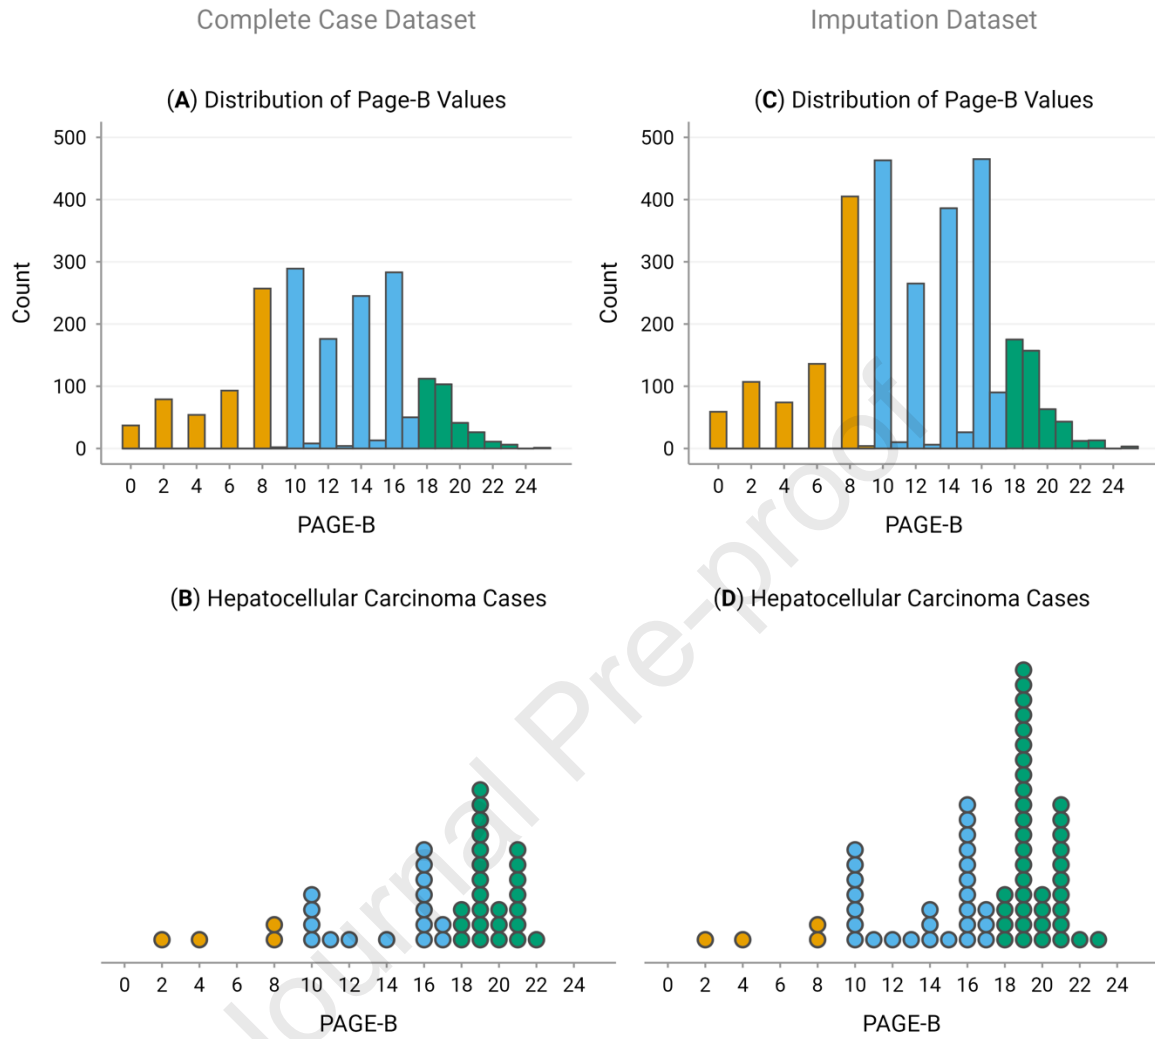 Complete Case Dataset
Imputation Dataset
(A) Distribution of Page-B Values
500
400
300
200
100
0
Count
0 2 4 6 8 10 12 14 16 18 20 22 24
PAGE-B
(C) Distribution of Page-B Values
500
400
300
200
100
0
Count
0 2 4 6 8 10 12 14 16 18 20 22 24
PAGE-B
(B) Hepatocellular Carcinoma Cases
0 2 4 6 8 10 12 14 16 18 20 22 24
PAGE-B
(D) Hepatocellular Carcinoma Cases
0 2 4 6 8 10 12 14 16 18 20 22 24
PAGE-B
Journal Pre-proof